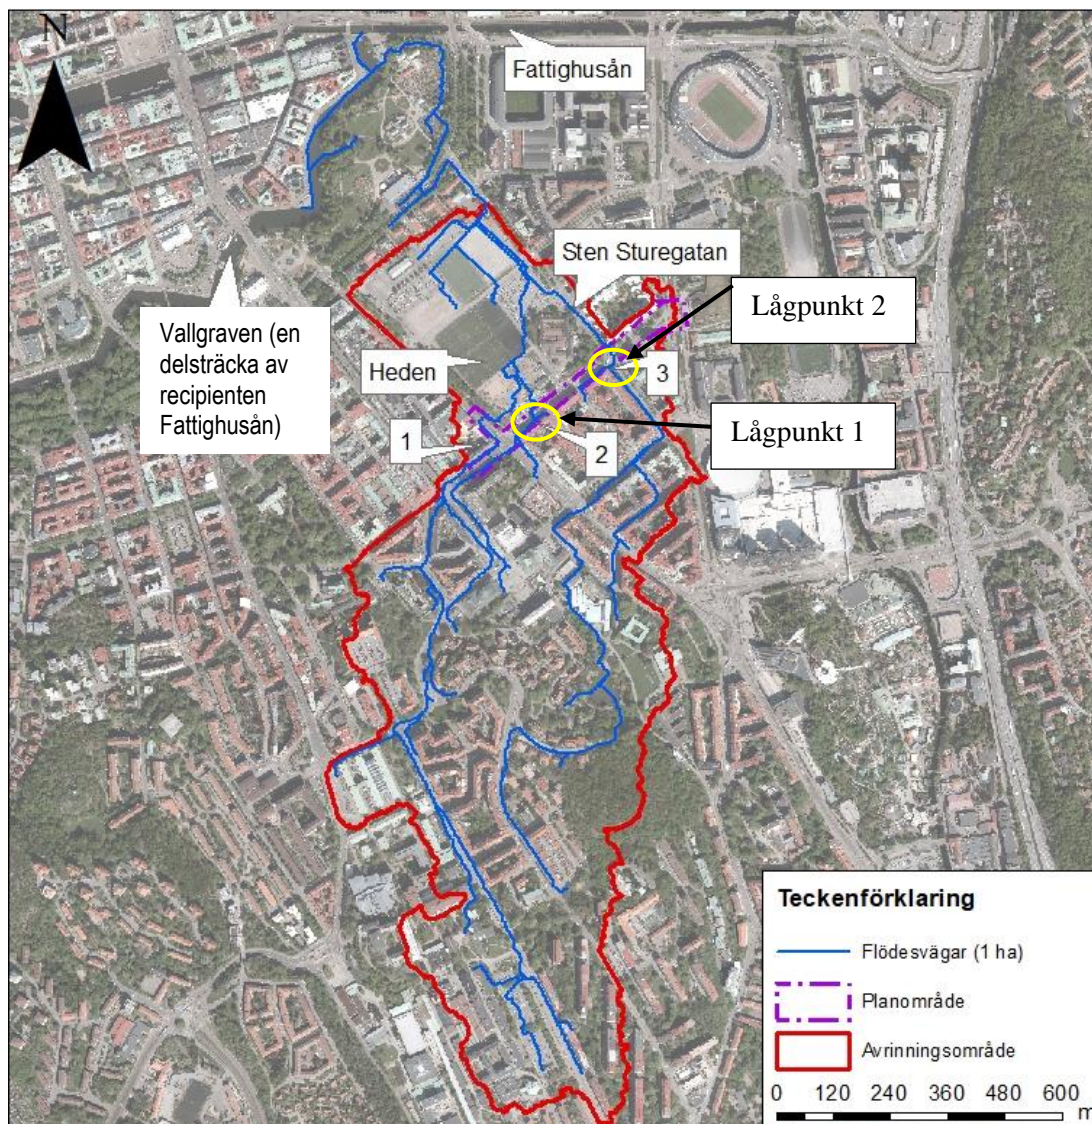 N
Fattighusån
Sten Sturegatan
Lågpunkt 2
Vallgraven (en
delsträcka av
recipienten
Fattighusån)
Heden
3
1
2
Lågpunkt 1
Teckenförklaring
Flödesvägar (1 ha)
Planområde
Avrinningsområde
0 120 240 360 480 600
m